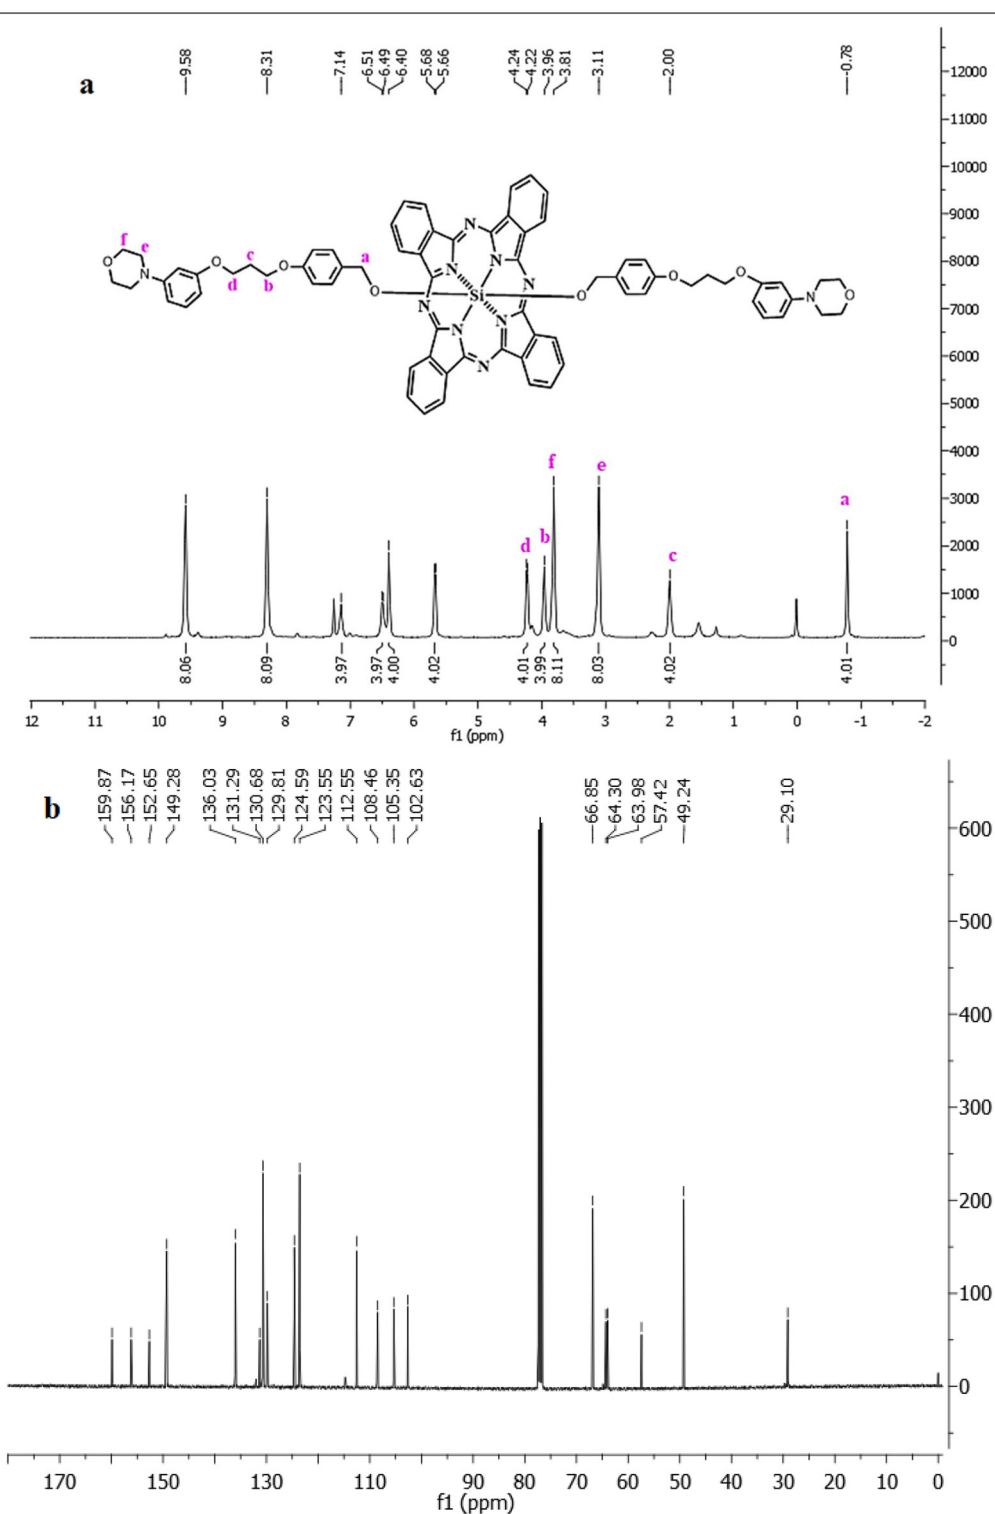 a
9.58
8.31
7.14
6.51
6.49
6.40
5.68
5.66
4.24
4.22
3.96
3.81
3.11
2.00
-0.78
12000
11000
10000
9000
8000
7000
6000
5000
4000
3000
2000
1000
0
f e
O
N
c
O O
d b
a
O
N
N N
N N
Si
N N
N
N
O
O O
N
O
f e
d b a
c
8.06
8.09
3.97
3.97
4.00
4.02
4.01
3.99
8.11
8.03
4.02
4.01
12 11 10 9 8 7 6 5 4 3 2 1 0 -1 -2
f1 (ppm)
b
159.87
156.17
152.65
149.28
136.03
131.29
130.68
129.81
124.59
123.55
112.55
108.46
105.35
102.63
66.85
64.30
63.98
57.42
49.24
29.10
600
500
400
300
200
100
0
170 150 130 110 90 80 70 60 50 40 30 20 10 0
f1 (ppm)